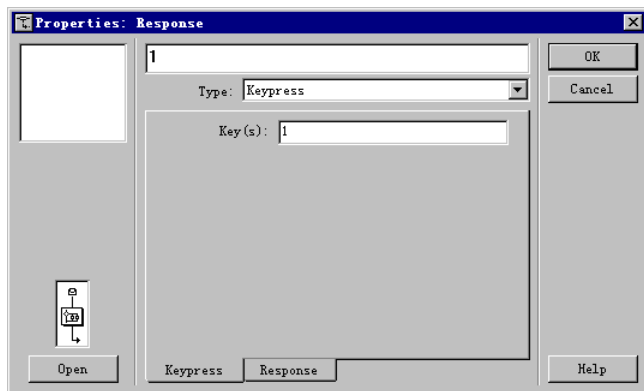 Properties: Response
1
OK
Type: Keypress
Cancel
Key(s): 1
Open
Keypress Response
Help